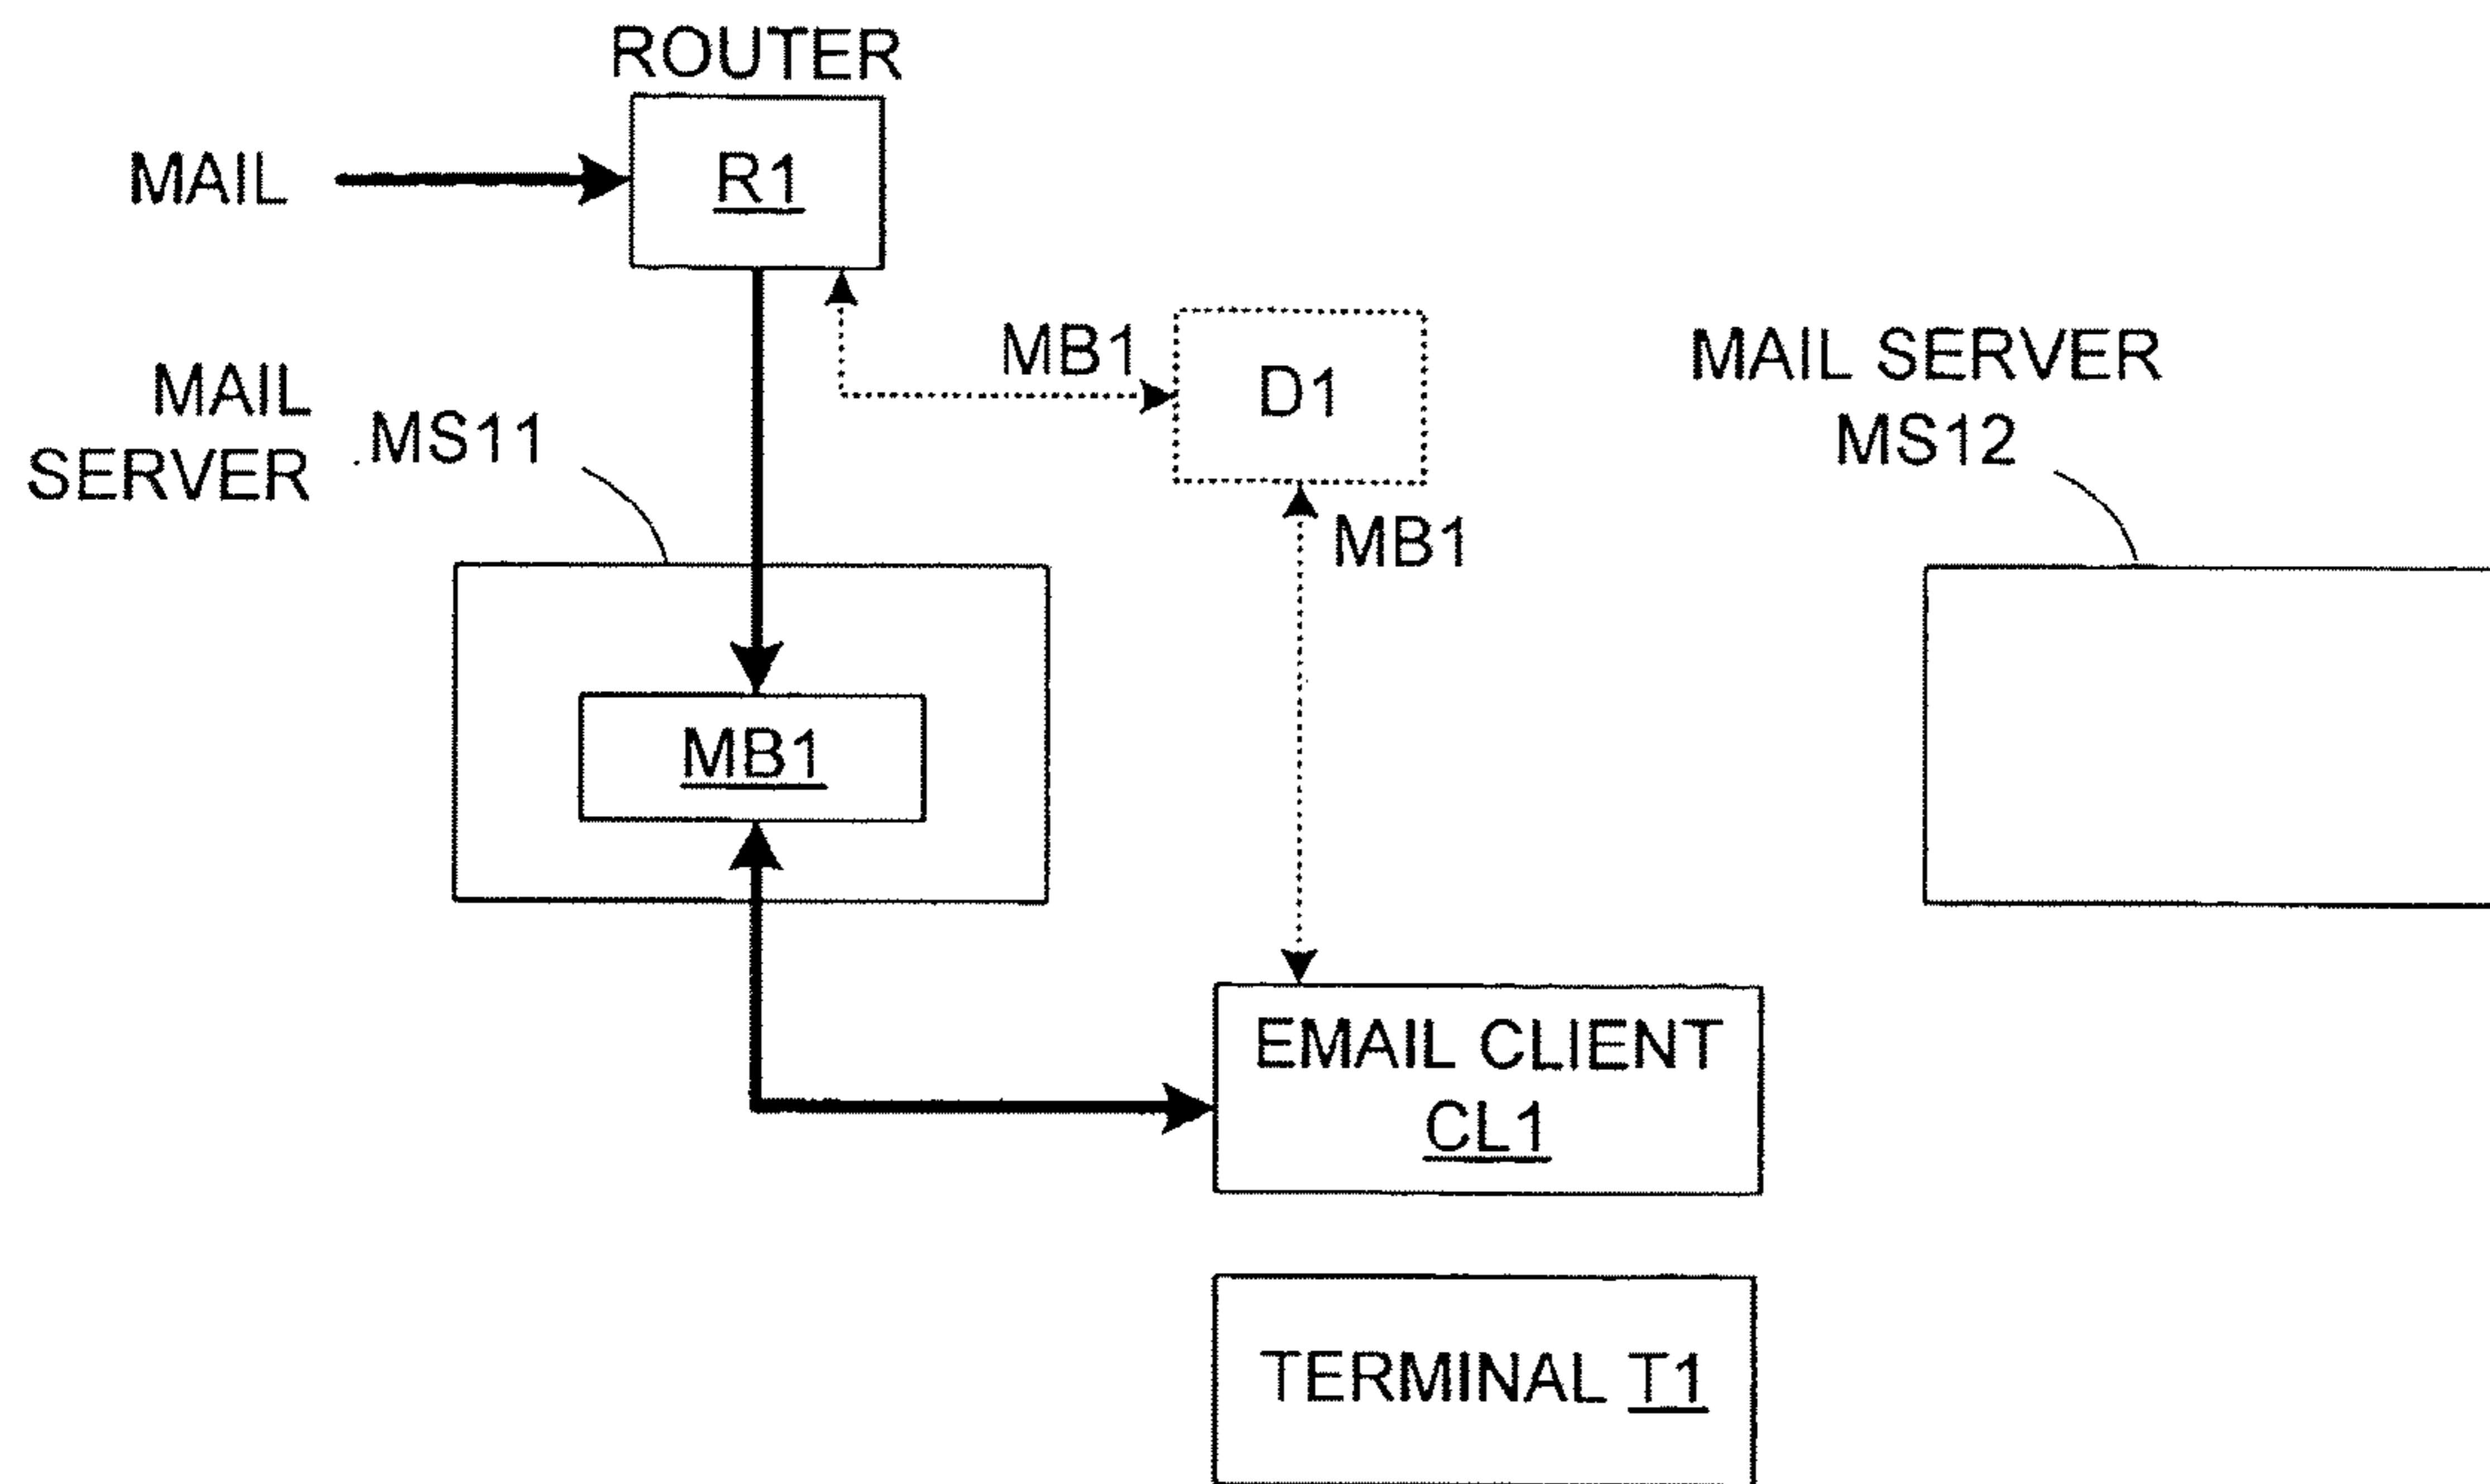 ROUTER
MAIL
R1
MB1
D1
MAIL SERVER
MS12
MAIL
SERVER
MS11
MB1
MB1
EMAIL CLIENT
CL1
TERMINAL T1